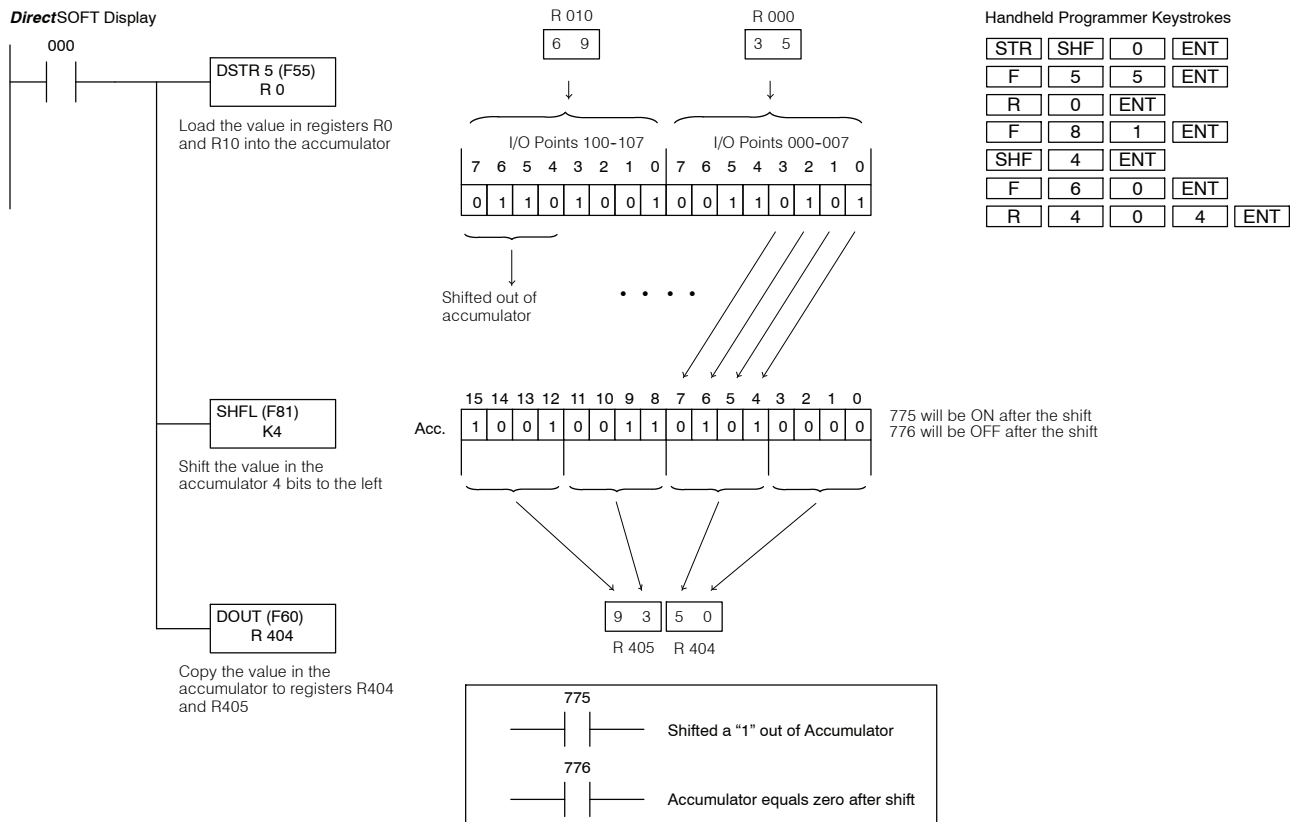 DirectSOFT Display
000
DSTR 5 (F55)
R 0
Load the value in registers R0
and R10 into the accumulator
SHFL (F81)
K4
Shift the value in the
accumulator 4 bits to the left
DOUT (F60)
R 404
Copy the value in the
accumulator to registers R404
and R405
R 010
6 9
R 000
3 5
I/O Points 100-107
I/O Points 000-007
7 6 5 4 3 2 1 0 7 6 5 4 3 2 1 0
0 1 1 0 1 0 0 1 0 0 1 1 0 1 0 1
Shifted out of
accumulator
15 14 13 12 11 10 9 8 7 6 5 4 3 2 1 0
Acc. 1 0 0 1 0 0 1 1 0 1 0 1 0 0 0 0
775 will be ON after the shift
776 will be OFF after the shift
9 3 5 0
R 405 R 404
775
Shifted a “1” out of Accumulator
776
Accumulator equals zero after shift
Handheld Programmer Keystrokes
STR SHF 0 ENT
F 5 5 ENT
R 0 ENT
F 8 1 ENT
SHF 4 ENT
F 6 0 ENT
R 4 0 4 ENT